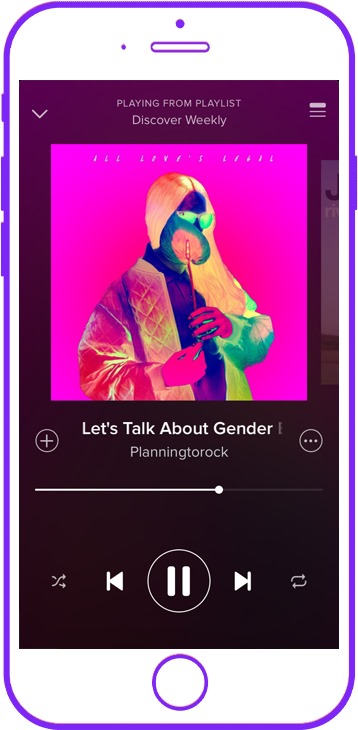 PLAYING FROM PLAYLIST
Discover Weekly
ALL LOVE'S LEGAL
Let's Talk About Gender
Planningtorock